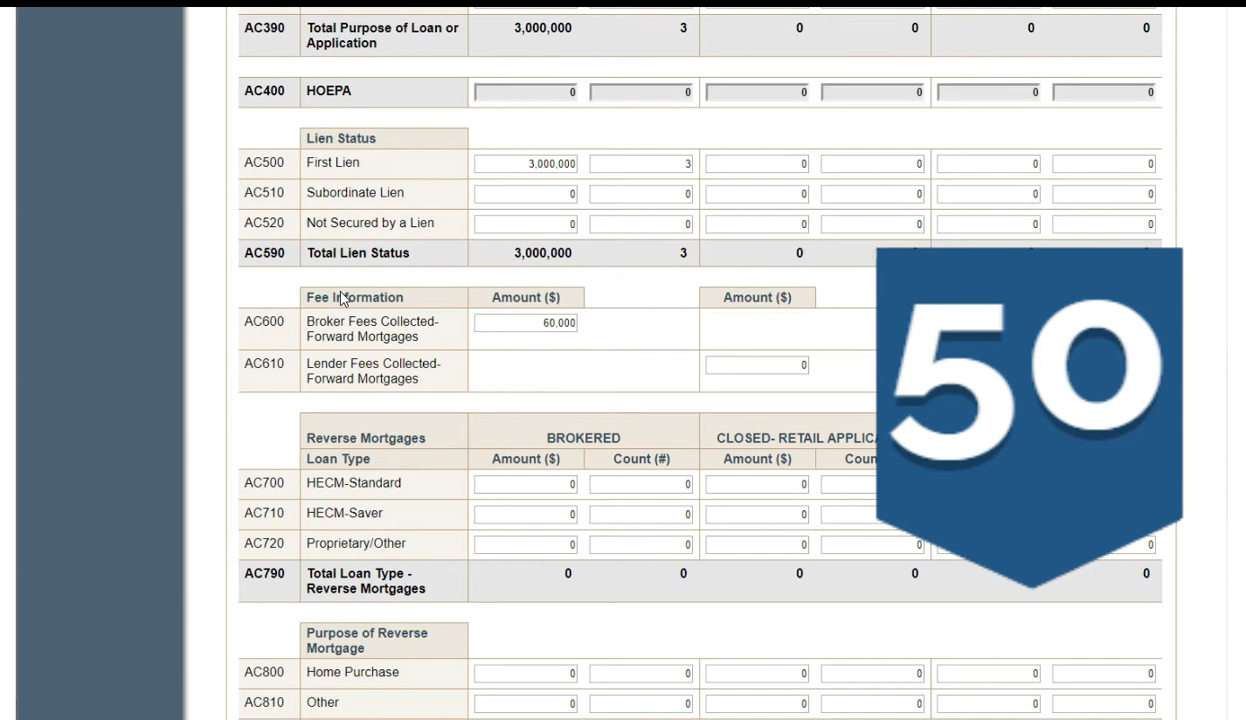 AC390 Total Purpose of Loan or Application 3,000,000 3 0 0 0 0
AC400 HOEPA 0 0 0 0 0 0
Lien Status
AC500 First Lien 3,000,000 3 0 0 0 0
AC510 Subordinate Lien 0 0 0 0 0 0
AC520 Not Secured by a Lien 0 0 0 0 0 0
AC590 Total Lien Status 3,000,000 3 0
Fee Information Amount ($) Amount ($)
AC600 Broker Fees Collected- Forward Mortgages 60,000
AC610 Lender Fees Collected- Forward Mortgages 0
50
Reverse Mortgages BROKERED CLOSED- RETAIL APPLIC
Loan Type Amount ($) Count (#) Amount ($) Coun
AC700 HECM-Standard 0 0 0
AC710 HECM-Saver 0 0 0
AC720 Proprietary/Other 0 0 0 0 0
AC790 Total Loan Type - Reverse Mortgages 0 0 0 0 0
Purpose of Reverse Mortgage
AC800 Home Purchase 0 0 0 0 0 0
AC810 Other 0 0 0 0 0 0